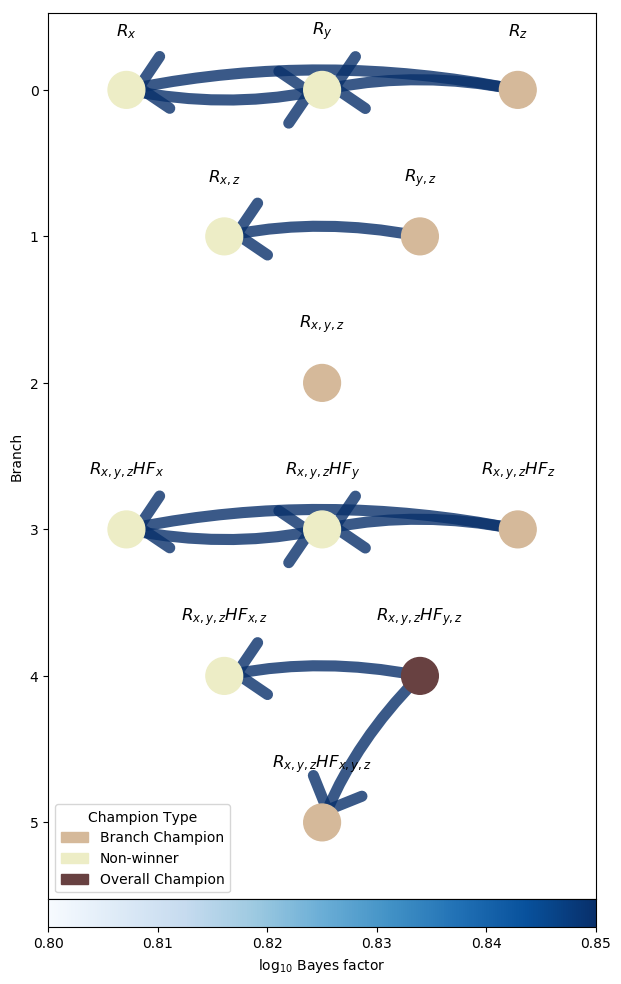 R_x R_y R_z
0
R_{x,z} R_{y,z}
1
R_{x,y,z}
2
R_{x,y,z}HF_x R_{x,y,z}HF_y R_{x,y,z}HF_z
3
R_{x,y,z}HF_{x,z} R_{x,y,z}HF_{y,z}
4
R_{x,y,z}HF_{x,y,z}
5
Branch
Champion Type
Branch Champion
Non-winner
Overall Champion
0.80 0.81 0.82 0.83 0.84 0.85
log_{10} Bayes factor